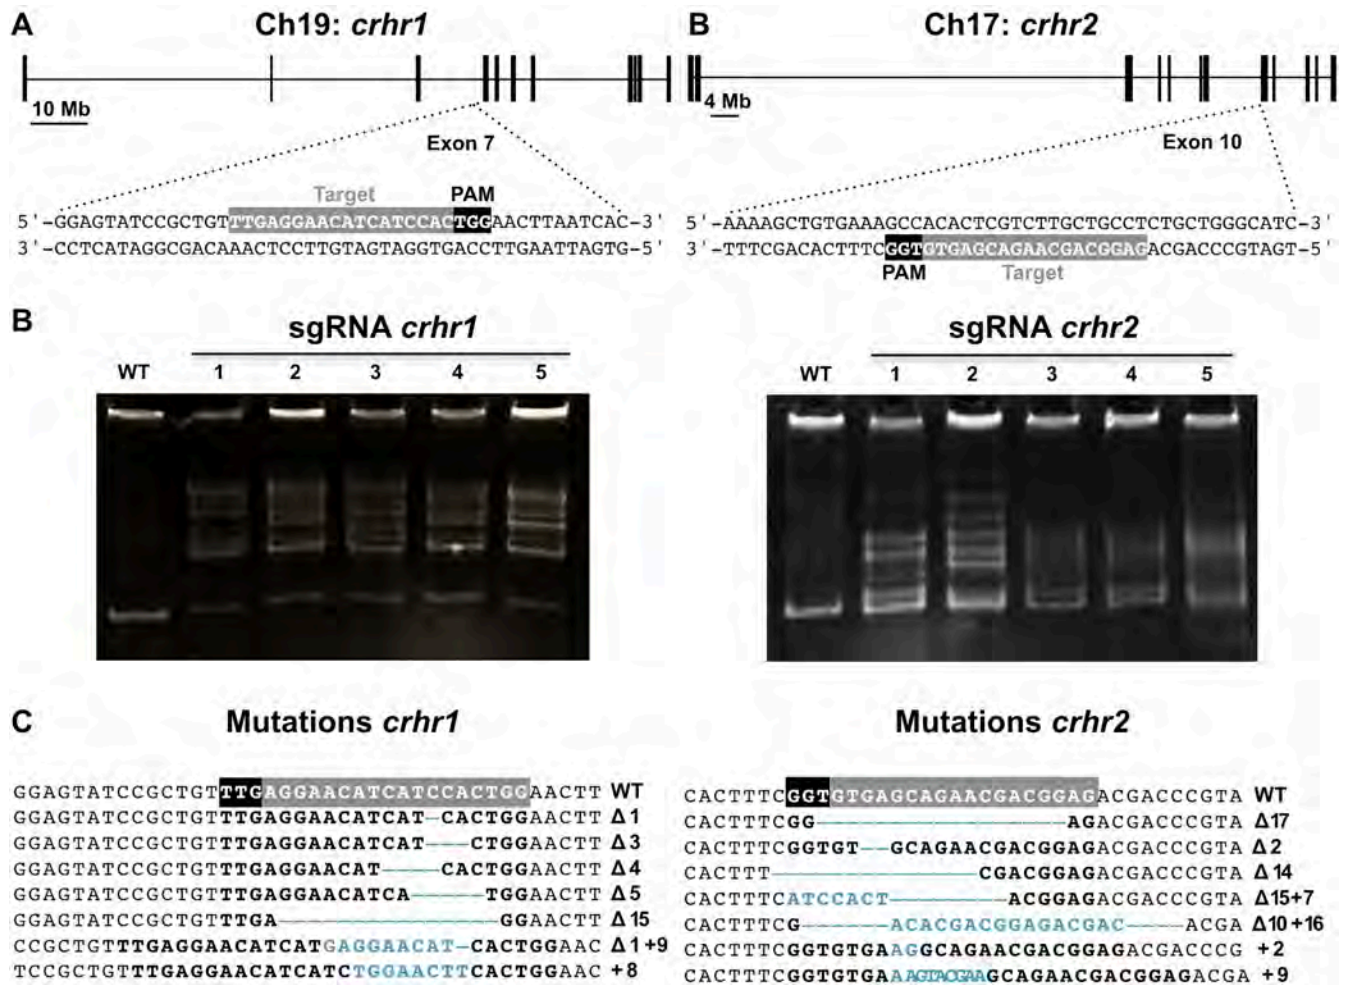 A Ch19: crhr1
10 Mb
Exon 7
Target PAM
5'-GGAGTATCCGCTGTTTGAGGAACATCATCCACTGGAACTTAATCAC-3'
3'-CCTCATAGGCGACAAACTCCTTGTAGTAGGTGACCTTGAATTAGTG-5'
B Ch17: crhr2
4 Mb
Exon 10
5'-AAAAGCTGTGAAAGCCACACTCGTCTTGCTGCCTCTGCTGGGCATC-3'
3'-TTTCGACACTTTCGGTGTGAGCAGAACGACGGAGACGACCCGTAGT-5'
PAM Target
B sgRNA crhr1
WT 1 2 3 4 5
sgRNA crhr2
WT 1 2 3 4 5
C Mutations crhr1
GGAGTATCCGCTGTTTGAGGAACATCATCCACTGGAACTT WT
GGAGTATCCGCTGTTTGAGGAACATCAT-CACTGGAACTT Δ1
GGAGTATCCGCTGTTTGAGGAACATCAT---CTGGAACTT Δ3
GGAGTATCCGCTGTTTGAGGAACAT----CACTGGAACTT Δ4
GGAGTATCCGCTGTTTGAGGAACATCA-----TGGAACTT Δ5
GGAGTATCCGCTGTTTGA---------------GGAACTT Δ15
CCGCTGTTTGAGGAACATCATGAGGAACAT-CACTGGAAC Δ1+9
TCCGCTGTTTGAGGAACATCATCTGGAACTTCACTGGAAC +8
Mutations crhr2
CACTTTCGGTGTGAGCAGAACGACGGAGACGACCCGTA WT
CACTTTCGG-----------------AGACGACCCGTA Δ17
CACTTTCGGTGT--GCAGAACGACGGAGACGACCCGTA Δ2
CACTTT--------------CGACGGAGACGACCCGTA Δ14
CACTTTCATCCACT--------ACGGAGACGACCCGTA Δ15+7
CACTTTCG------ACACGACGGAGACGAC----ACGA Δ10+16
CACTTTCGGTGTGAAGGCAGAACGACGGAGACGACCCG +2
CACTTTCGGTGTGAAAGTACGAAGCAGAACGACGGAGACGA +9